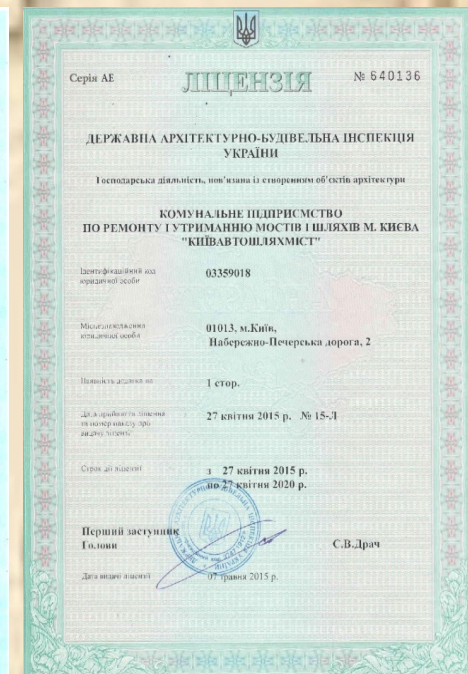 Серія АЕ
ЛІЦЕНЗІЯ
№ 640136
ДЕРЖАВНА АРХІТЕКТУРНО-БУДІВЕЛЬНА ІНСПЕКЦІЯ
УКРАЇНИ
Господарська діяльність, пов'язана із створенням об'єктів архітектури
КОМУНАЛЬНЕ ПІДПРИЄМСТВО
ПО РЕМОНТУ І УТРИМАННЮ МОСТІВ І ШЛЯХІВ М. КИЄВА
"КИЇВАВТОШЛЯХМІСТ"
Ідентифікаційний код
юридичної особи
03359018
Місцезнаходження
юридичної особи
01013, м.Київ,
Набережно-Печерська дорога, 2
Наявність додатка на
1 стор.
Дата прийняття рішення
та номер наказу про
видачу ліцензії
27 квітня 2015 р. № 15-Л
Строк дії ліцензії
з 27 квітня 2015 р.
по 27 квітня 2020 р.
Перший заступник
Голови
С.В.Драч
Дата видачі ліцензії
07 травня 2015 р.